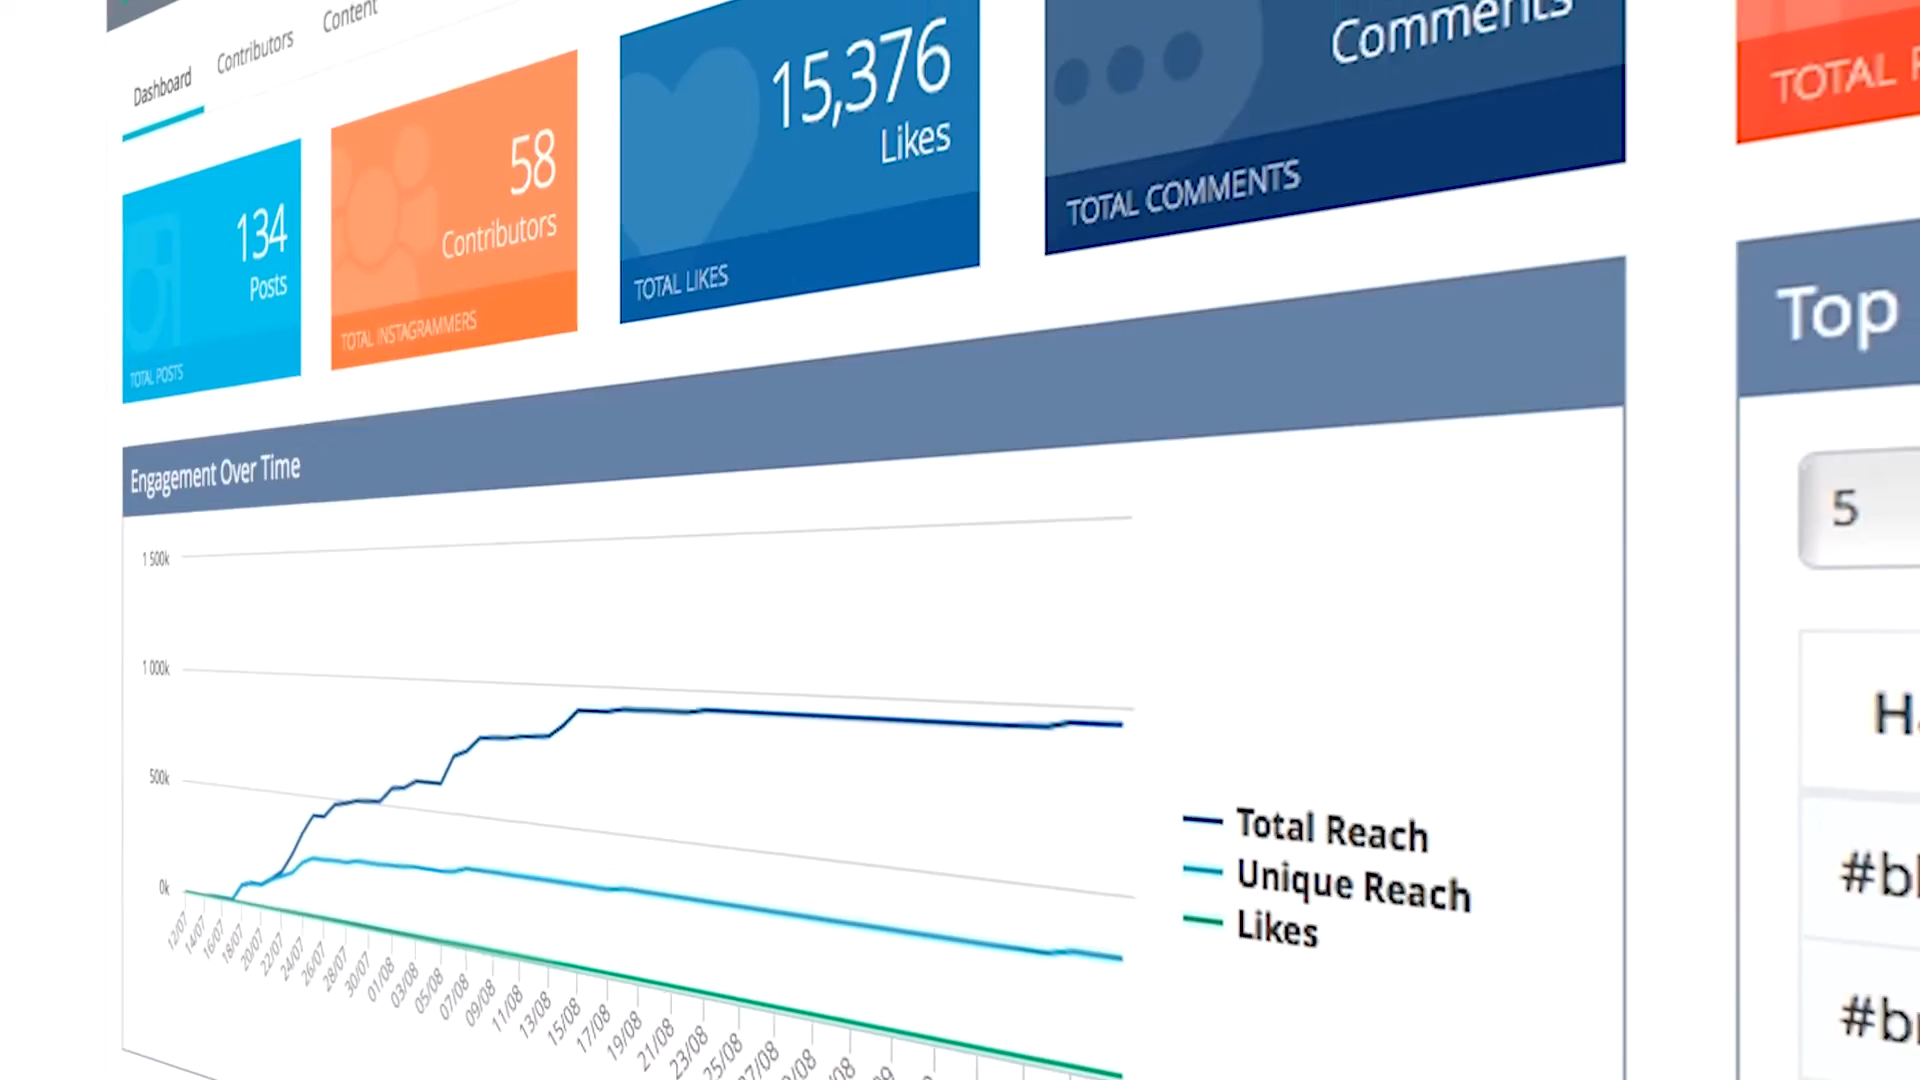 Dashboard
Contributors
Content
134
Posts
TOTAL POSTS
58
Contributors
TOTAL INSTAGRAMMERS
15,376
Likes
TOTAL LIKES
Comments
TOTAL COMMENTS
TOTAL
Engagement Over Time
1 500k
1 000k
500k
0k
12/07
14/07
16/07
18/07
20/07
22/07
24/07
26/07
28/07
30/07
01/08
03/08
05/08
07/08
09/08
11/08
13/08
15/08
17/08
19/08
21/08
23/08
25/08
27/08
Total Reach
Unique Reach
Likes
Top
5